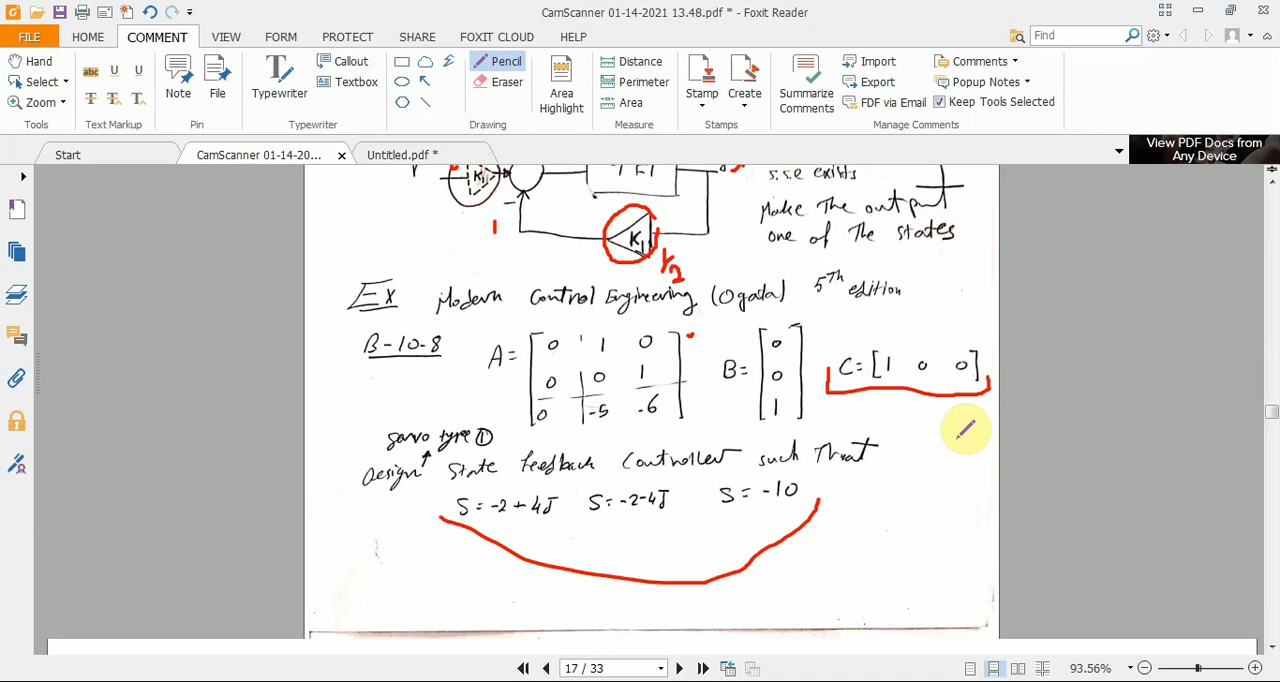 CamScanner 01-14-2021 13.48.pdf * - Foxit Reader
FILE HOME COMMENT VIEW FORM PROTECT SHARE FOXIT CLOUD HELP Find
Hand Select Zoom Note File Typewriter Callout Textbox Pencil Eraser Area Highlight Distance Perimeter Area Stamp Create Summarize Comments Import Export FDF via Email Comments Popup Notes Keep Tools Selected
Tools Text Markup Pin Typewriter Drawing Measure Stamps Manage Comments
Start CamScanner 01-14-20... Untitled.pdf * View PDF Docs from
Any Device
r K1
s.s.e exists
Make The output
one of The states
1 K1 1/2
Ex Modern Control Engineering (Ogata) 5Th edition
B-10-8 A= [0 1 0
0 0 1
0 -5 -6] B= [0
0
1] C=[1 0 0]
servo type ①
Design State feedback Controller such That
S=-2+4J S=-2-4J S=-10
17 / 33 93.56%